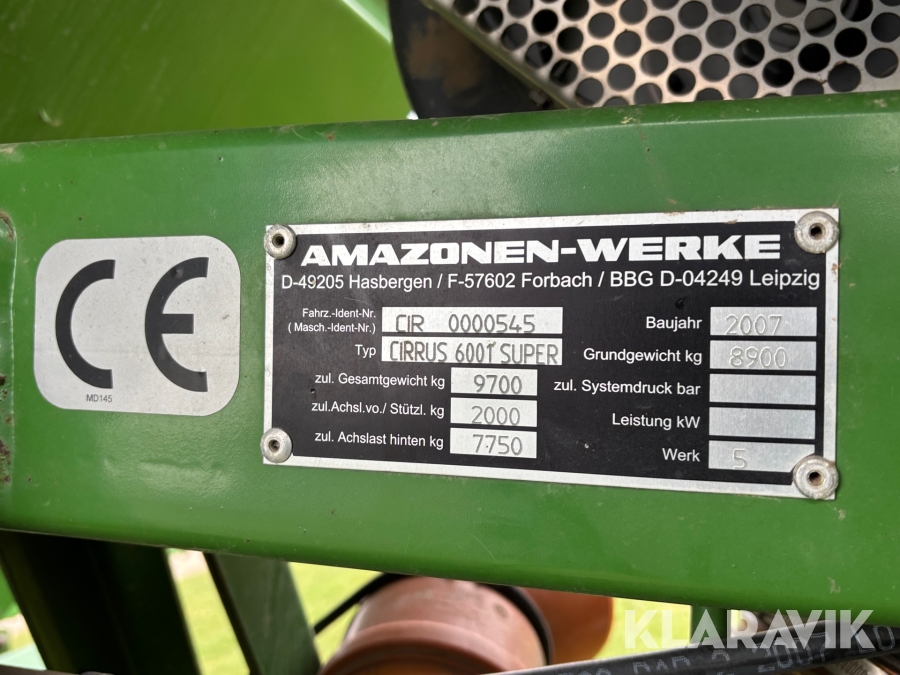 CE
MD145
AMAZONEN-WERKE
D-49205 Hasbergen / F-57602 Forbach / BBG D-04249 Leipzig
Fahrz.-Ident-Nr.
( Masch.-Ident-Nr.) CIR 0000545
Baujahr 2007
Typ CIRRUS 6001 SUPER
Grundgewicht kg 8900
zul. Gesamtgewicht kg 9700
zul. Systemdruck bar
zul.Achsl.vo./ Stützl. kg 2000
Leistung kW
zul. Achslast hinten kg 7750
Werk 5
KLARAVIK